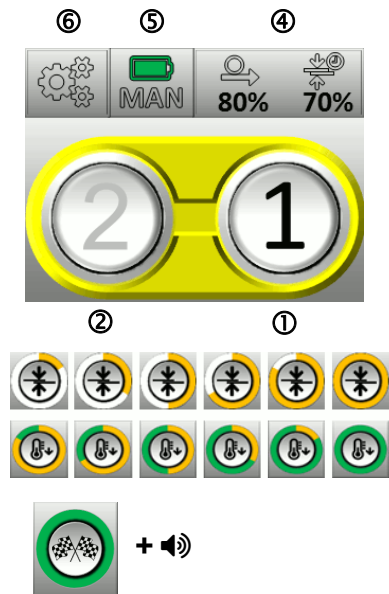 ⑥ ⑤ ④
MAN 80% 70%
2 1
② ①
+